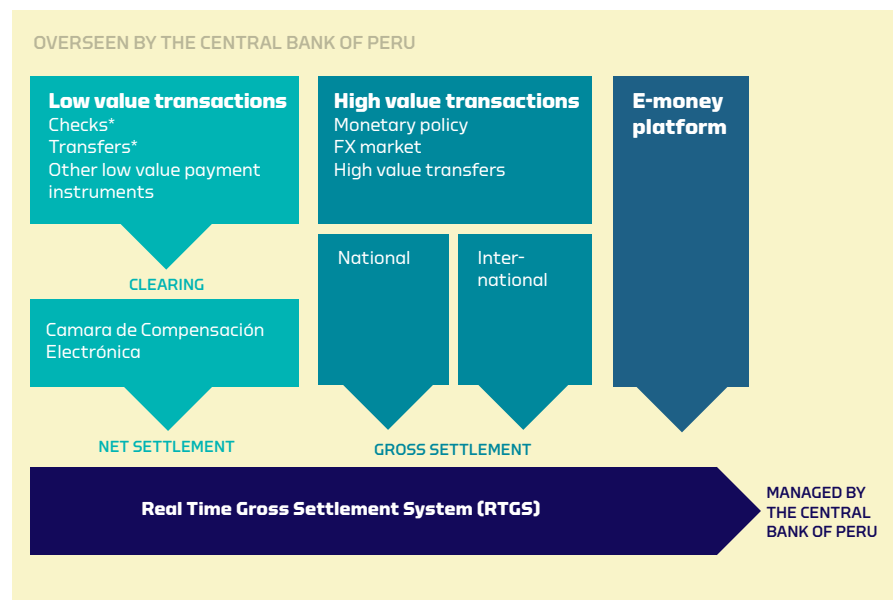 OVERSEEN BY THE CENTRAL BANK OF PERU
Low value transactions
Checks*
Transfers*
Other low value payment
instruments
CLEARING
Camara de Compensación
Electrónica
NET SETTLEMENT
High value transactions
Monetary policy
FX market
High value transfers
National
Inter-
national
GROSS SETTLEMENT
E-money
platform
Real Time Gross Settlement System (RTGS)
MANAGED BY
THE CENTRAL
BANK OF PERU